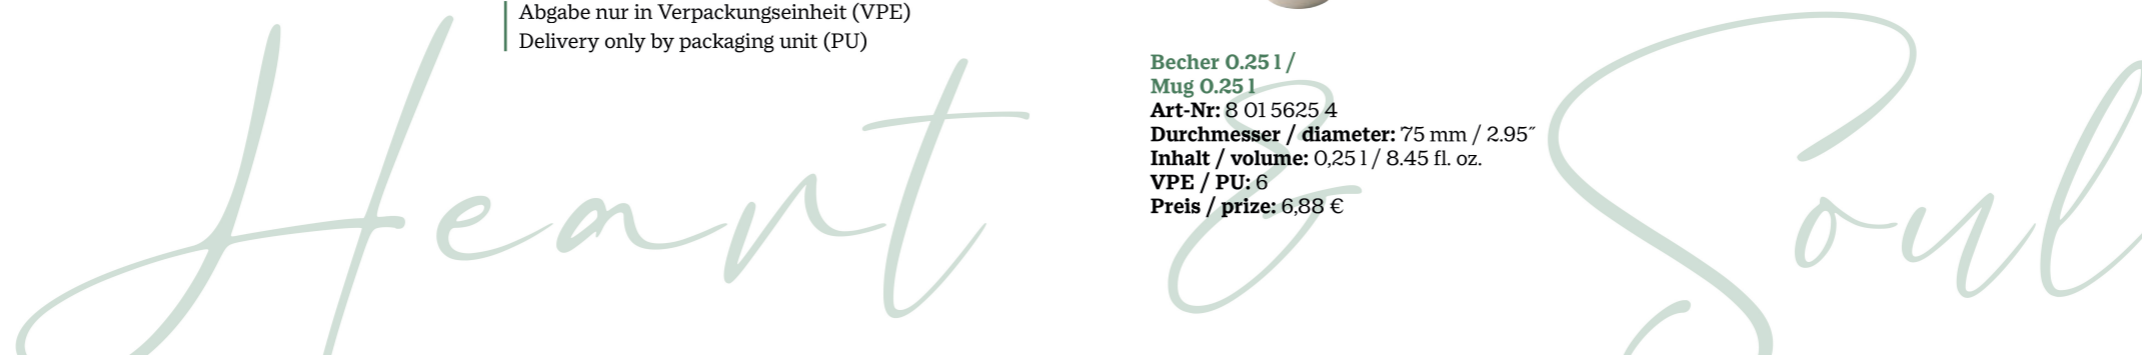 Abgabe nur in Verpackungseinheit (VPE)
Delivery only by packaging unit (PU)
Becher 0.25 l /
Mug 0.25 l
Art-Nr: 8 01 5625 4
Durchmesser / diameter: 75 mm / 2.95˝
Inhalt / volume: 0,25 l / 8.45 fl. oz.
VPE / PU: 6
Preis / prize: 6,88 €
Heart & Soul